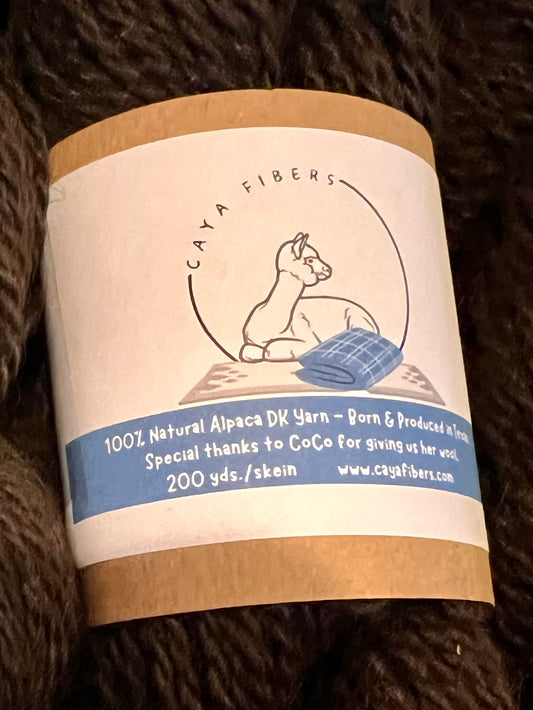 CAYA FIBERS
100% Natural Alpaca DK Yarn – Born & Produced in Texas
Special thanks to CoCo for giving us her wool.
200 yds./skein www.cayafibers.com